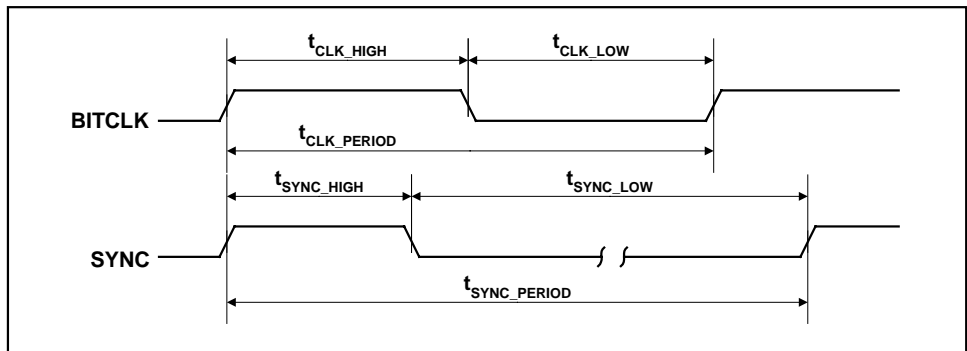 tCLK_HIGH tCLK_LOW
BITCLK
tCLK_PERIOD
tSYNC_HIGH tSYNC_LOW
SYNC
tSYNC_PERIOD